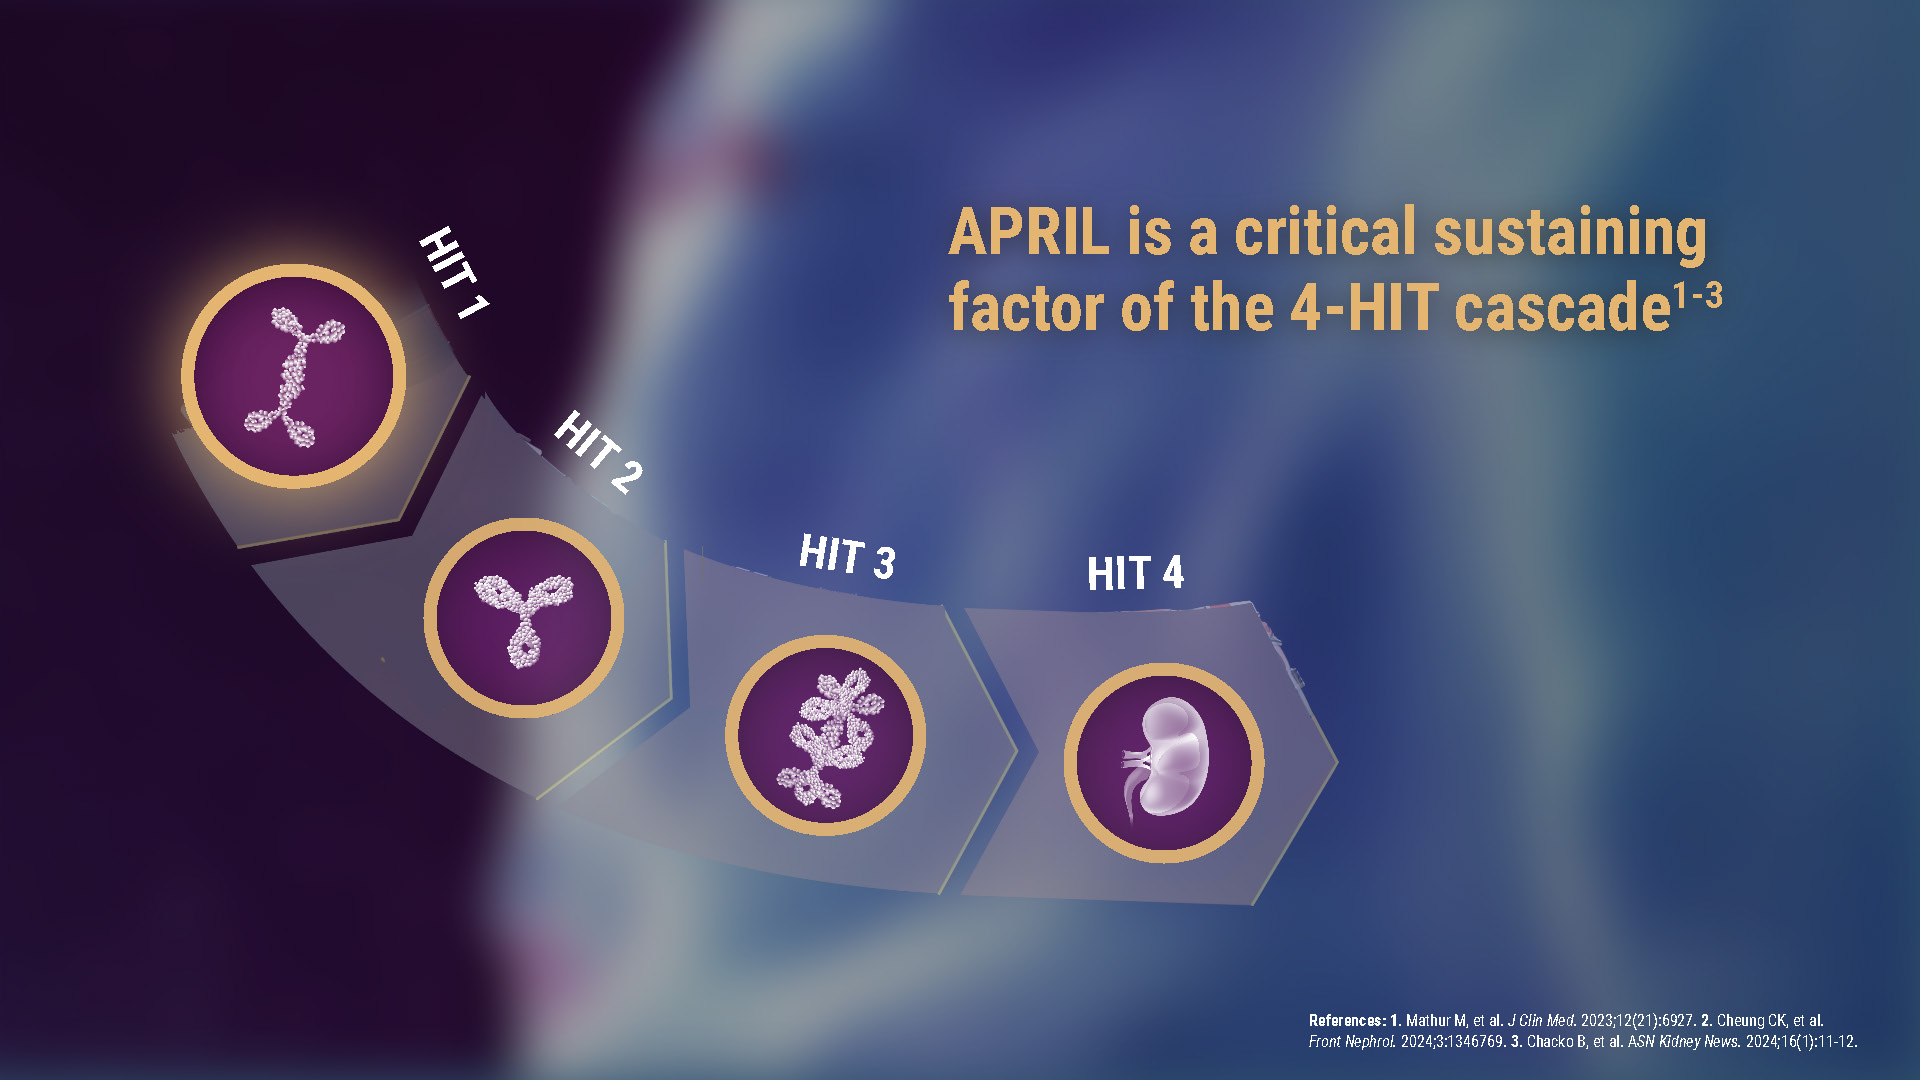 HIT 1
APRIL is a critical sustaining
factor of the 4-HIT cascade1-3
HIT 2
HIT 3
HIT 4
References: 1. Mathur M, et al. J Clin Med. 2023;12(21):6927. 2. Cheung CK, et al.
Front Nephrol. 2024;3:1346769. 3. Chacko B, et al. ASN Kidney News. 2024;16(1):11-12.